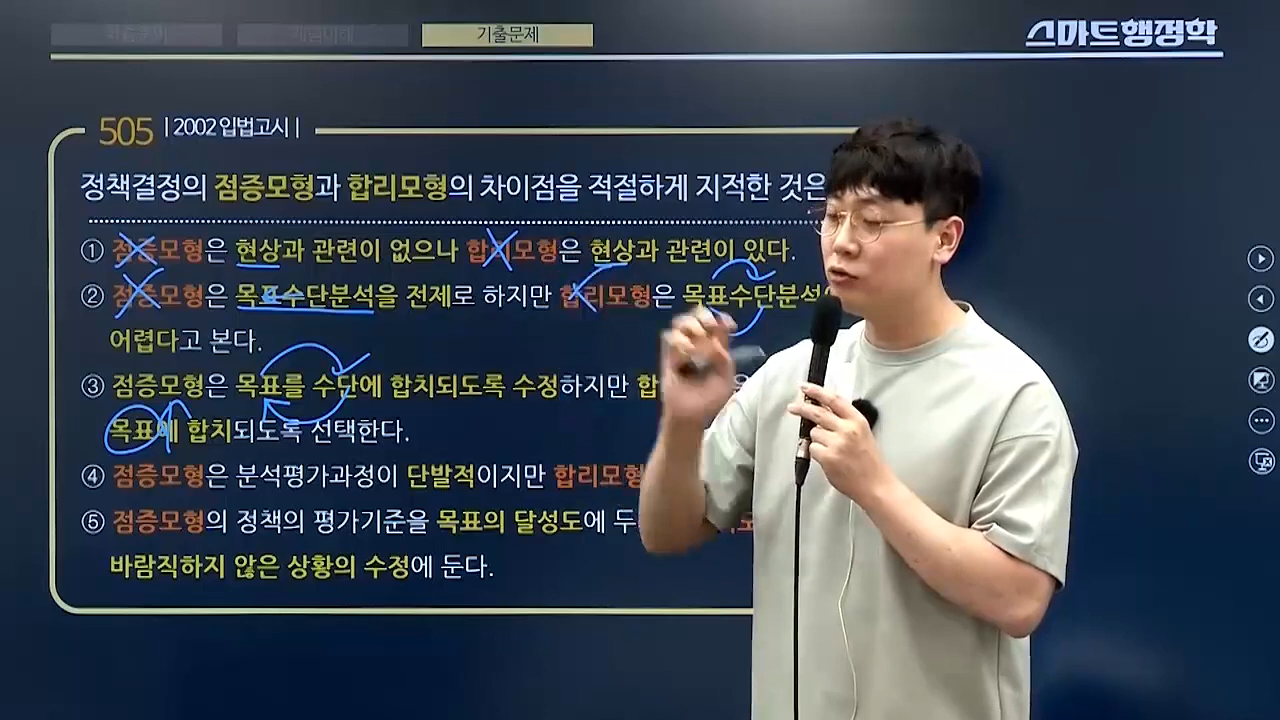 기출문제
스마트행정학
505 | 2002 입법고시 |
정책결정의 점증모형과 합리모형의 차이점을 적절하게 지적한 것은
① 점증모형은 현상과 관련이 없으나 합리모형은 현상과 관련이 있다.
② 점증모형은 목표수단분석을 전제로 하지만 합리모형은 목표수단분석
어렵다고 본다.
③ 점증모형은 목표를 수단에 합치되도록 수정하지만 합
목표에 합치되도록 선택한다.
④ 점증모형은 분석평가과정이 단발적이지만 합리모형
⑤ 점증모형의 정책의 평가기준을 목표의 달성도에 두
바람직하지 않은 상황의 수정에 둔다.